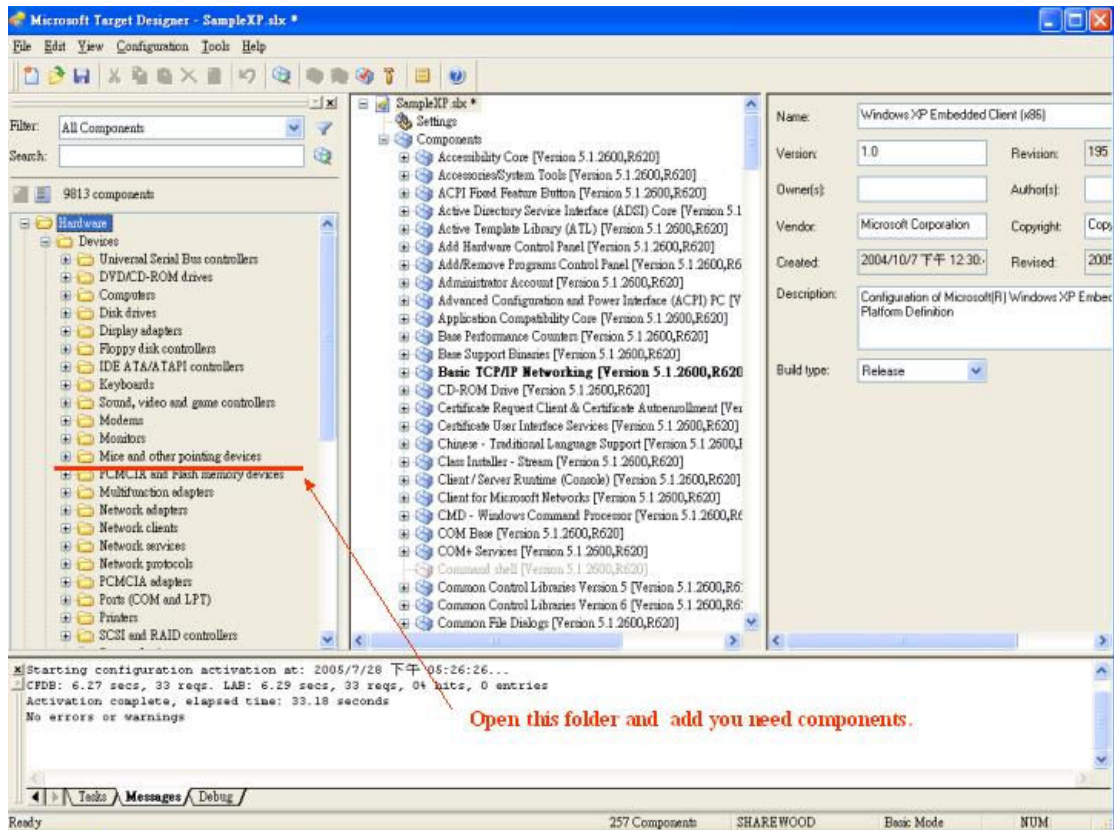 Microsoft Target Designer - SampleXP.slx *
File Edit View Configuration Tools Help
Filter: All Components
Search:
9813 components
Hardware
Devices
Universal Serial Bus controllers
DVD/CD-ROM drives
Computers
Disk drives
Display adapters
Floppy disk controllers
IDE ATA/ATAPI controllers
Keyboards
Sound, video and game controllers
Modems
Monitors
Mice and other pointing devices
PCMCIA and Flash memory devices
Multifunction adapters
Network adapters
Network clients
Network services
Network protocols
PCMCIA adapters
Ports (COM and LPT)
Printers
SCSI and RAID controllers
SampleXP.slx *
Settings
Components
Accessibility Core [Version 5.1.2600,R620]
Accessories/System Tools [Version 5.1.2600,R620]
ACPI Fixed Feature Button [Version 5.1.2600,R620]
Active Directory Service Interface (ADSI) Core [Version 5.1
Active Template Library (ATL) [Version 5.1.2600,R620]
Add Hardware Control Panel [Version 5.1.2600,R620]
Add/Remove Programs Control Panel [Version 5.1.2600,R6
Administrator Account [Version 5.1.2600,R620]
Advanced Configuration and Power Interface (ACPI) PC [V
Application Compatibility Core [Version 5.1.2600,R620]
Base Performance Counters [Version 5.1.2600,R620]
Base Support Binaries [Version 5.1.2600,R620]
Basic TCP/IP Networking [Version 5.1.2600,R620
CD-ROM Drive [Version 5.1.2600,R620]
Certificate Request Client & Certificate Autoenrollment [Ver
Certificate User Interface Services [Version 5.1.2600,R620]
Chinese - Traditional Language Support [Version 5.1.2600,
Class Installer - Stream [Version 5.1.2600,R620]
Client / Server Runtime (Console) [Version 5.1.2600,R620]
Client for Microsoft Networks [Version 5.1.2600,R620]
CMD - Windows Command Processor [Version 5.1.2600,R6
COM Base [Version 5.1.2600,R620]
COM+ Services [Version 5.1.2600,R620]
Command shell [Version 5.1.2600,R620]
Common Control Libraries Version 5 [Version 5.1.2600,R6
Common Control Libraries Version 6 [Version 5.1.2600,R6
Common File Dialogs [Version 5.1.2600,R620]
Name: Windows XP Embedded Client (x86)
Version: 1.0 Revision: 195
Owner(s): Author(s):
Vendor: Microsoft Corporation Copyright: Copy
Created: 2004/10/7 下午 12:30: Revised: 2005
Description: Configuration of Microsoft(R) Windows XP Embed
Platform Definition
Build type: Release
Starting configuration activation at: 2005/7/28 下午 05:26:26...
CFDB: 6.27 secs, 33 reqs. LAB: 6.29 secs, 33 reqs, 0% hits, 0 entries
Activation complete, elapsed time: 33.18 seconds
No errors or warnings
Open this folder and add you need components.
Tasks Messages Debug
Ready 257 Components SHAREWOOD Basic Mode NUM